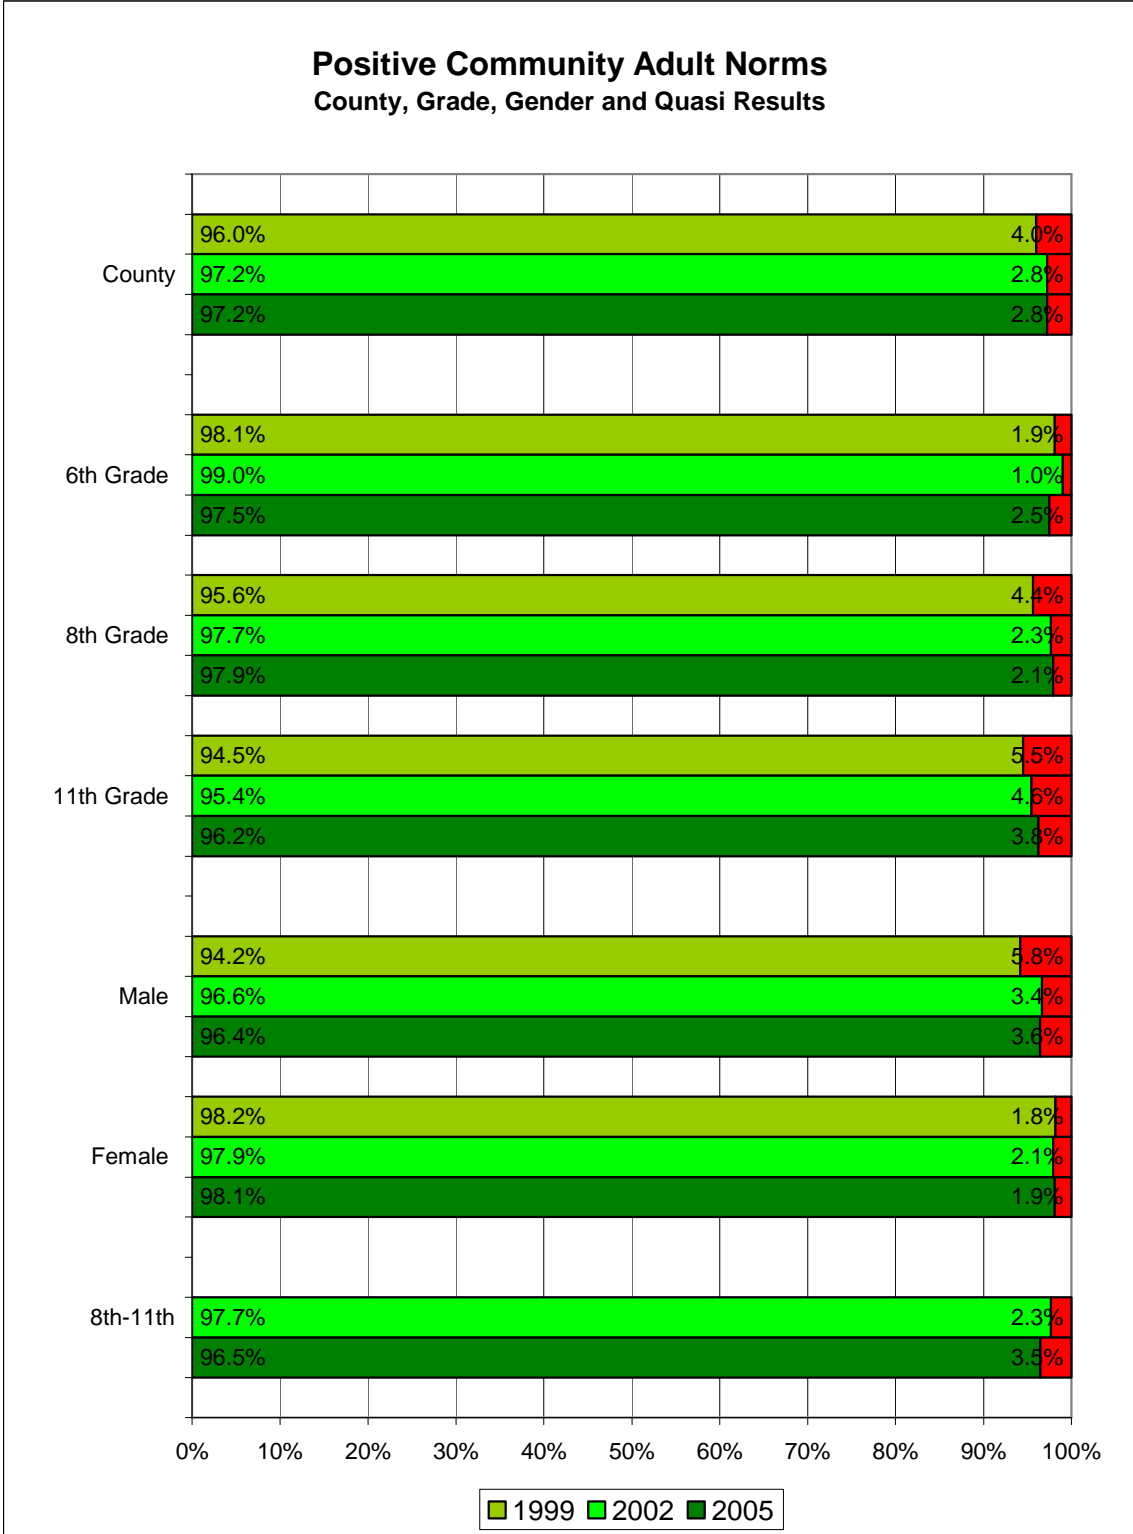 Positive Community Adult Norms
County, Grade, Gender and Quasi Results
96.0% 4.0%
County 97.2% 2.8%
97.2% 2.8%
98.1% 1.9%
6th Grade 99.0% 1.0%
97.5% 2.5%
95.6% 4.4%
8th Grade 97.7% 2.3%
97.9% 2.1%
94.5% 5.5%
11th Grade 95.4% 4.6%
96.2% 3.8%
94.2% 5.8%
Male 96.6% 3.4%
96.4% 3.6%
98.2% 1.8%
Female 97.9% 2.1%
98.1% 1.9%
8th-11th 97.7% 2.3%
96.5% 3.5%
0% 10% 20% 30% 40% 50% 60% 70% 80% 90% 100%
1999 2002 2005